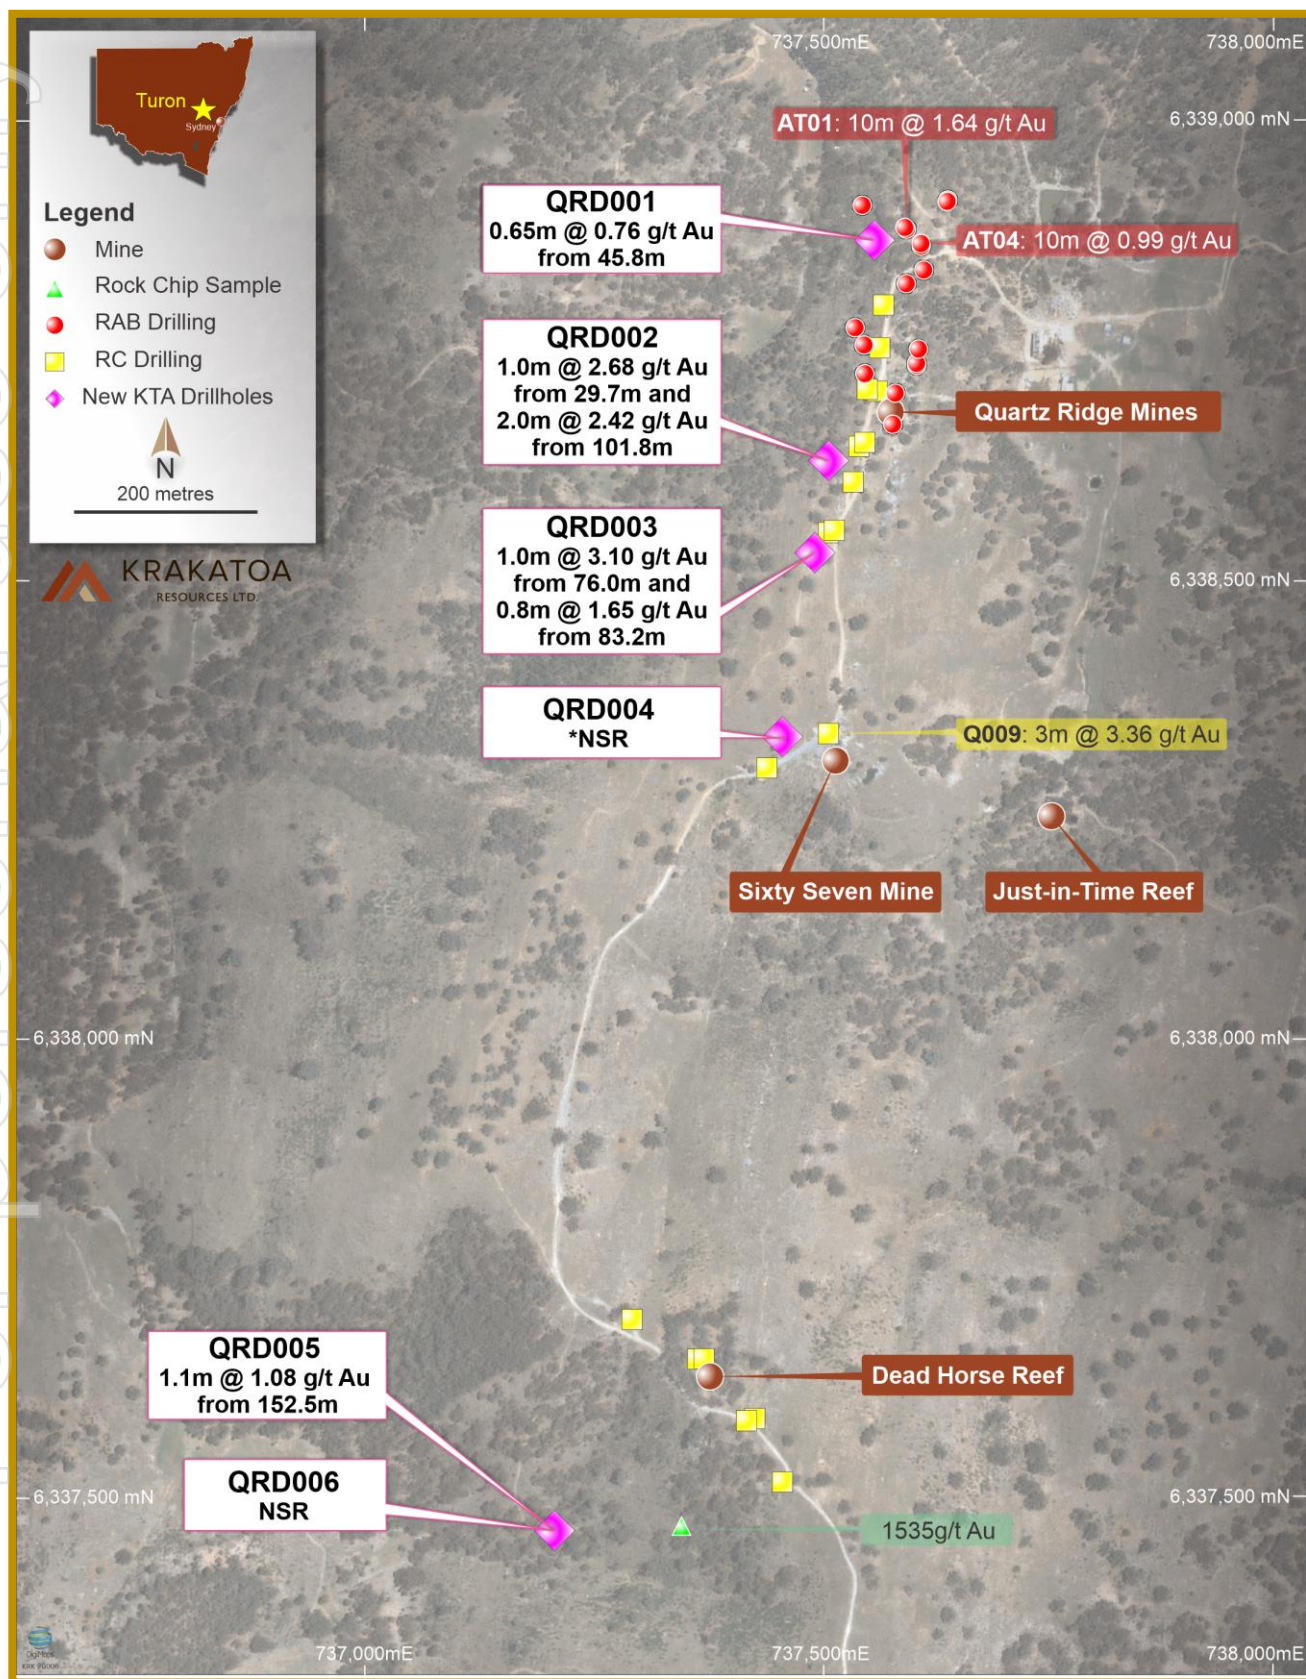 737,500mE
738,000mE
Turon
Sydney
AT01: 10m @ 1.64 g/t Au
6,339,000 mN
Legend
Mine
Rock Chip Sample
RAB Drilling
RC Drilling
New KTA Drillholes
N
200 metres
KRAKATOA
RESOURCES LTD.
QRD001
0.65m @ 0.76 g/t Au
from 45.8m
AT04: 10m @ 0.99 g/t Au
QRD002
1.0m @ 2.68 g/t Au
from 29.7m and
2.0m @ 2.42 g/t Au
from 101.8m
Quartz Ridge Mines
QRD003
1.0m @ 3.10 g/t Au
from 76.0m and
0.8m @ 1.65 g/t Au
from 83.2m
6,338,500 mN
QRD004
*NSR
Q009: 3m @ 3.36 g/t Au
Sixty Seven Mine
Just-in-Time Reef
6,338,000 mN
6,338,000 mN
QRD005
1.1m @ 1.08 g/t Au
from 152.5m
Dead Horse Reef
QRD006
NSR
6,337,500 mN
6,337,500 mN
1535g/t Au
737,000mE
737,500mE
738,000mE